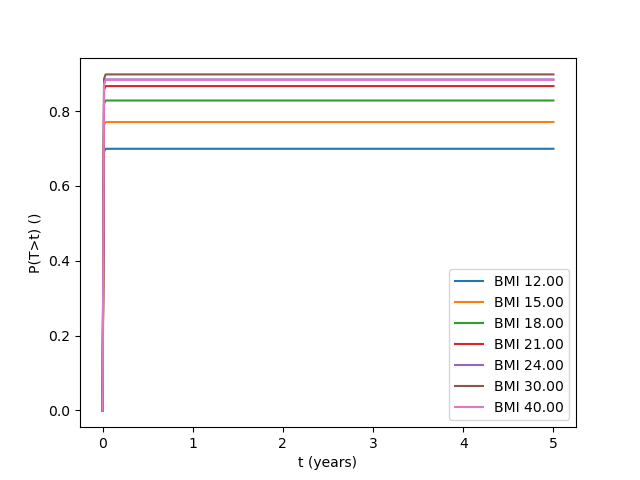 0.8
0.6
0.4
0.2
0.0
P(T>t) ()
BMI 12.00
BMI 15.00
BMI 18.00
BMI 21.00
BMI 24.00
BMI 30.00
BMI 40.00
0 1 2 3 4 5
t (years)